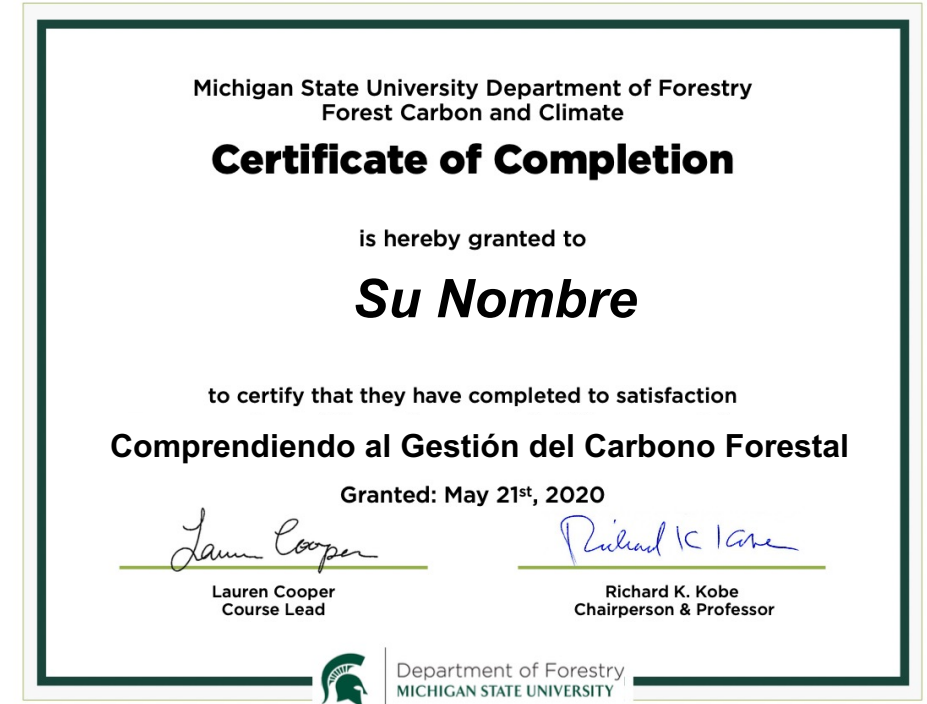 Michigan State University Department of Forestry
Forest Carbon and Climate
Certificate of Completion
is hereby granted to
Su Nombre
to certify that they have completed to satisfaction
Comprendiendo al Gestión del Carbono Forestal
Granted: May 21st, 2020
Lauren Cooper
Richard K Kobe
Lauren Cooper
Course Lead
Richard K. Kobe
Chairperson & Professor
Department of Forestry
MICHIGAN STATE UNIVERSITY